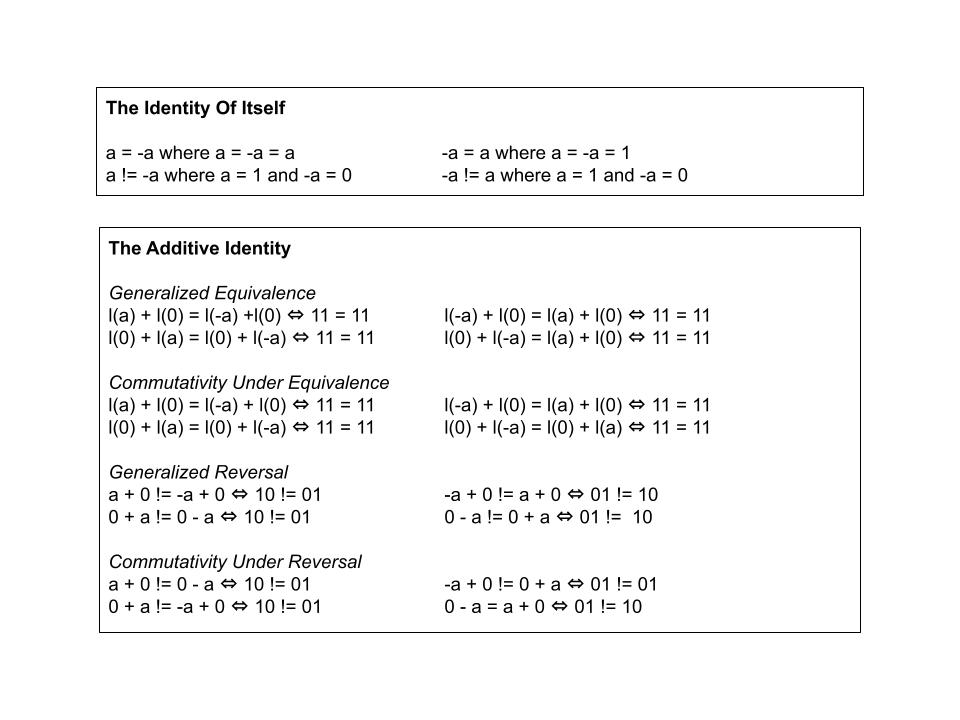 The Identity Of Itself
a = -a where a = -a = a
-a = a where a = -a = 1
a != -a where a = 1 and -a = 0
-a != a where a = 1 and -a = 0
The Additive Identity
Generalized Equivalence
l(a) + l(0) = l(-a) +l(0) ⇔ 11 = 11
l(-a) + l(0) = l(a) + l(0) ⇔ 11 = 11
l(0) + l(a) = l(0) + l(-a) ⇔ 11 = 11
l(0) + l(-a) = l(a) + l(0) ⇔ 11 = 11
Commutativity Under Equivalence
l(a) + l(0) = l(-a) + l(0) ⇔ 11 = 11
l(-a) + l(0) = l(a) + l(0) ⇔ 11 = 11
l(0) + l(a) = l(0) + l(-a) ⇔ 11 = 11
l(0) + l(-a) = l(0) + l(a) ⇔ 11 = 11
Generalized Reversal
a + 0 != -a + 0 ⇔ 10 != 01
-a + 0 != a + 0 ⇔ 01 != 10
0 + a != 0 - a ⇔ 10 != 01
0 - a != 0 + a ⇔ 01 != 10
Commutativity Under Reversal
a + 0 != 0 - a ⇔ 10 != 01
-a + 0 != 0 + a ⇔ 01 != 01
0 + a != -a + 0 ⇔ 10 != 01
0 - a = a + 0 ⇔ 01 != 10